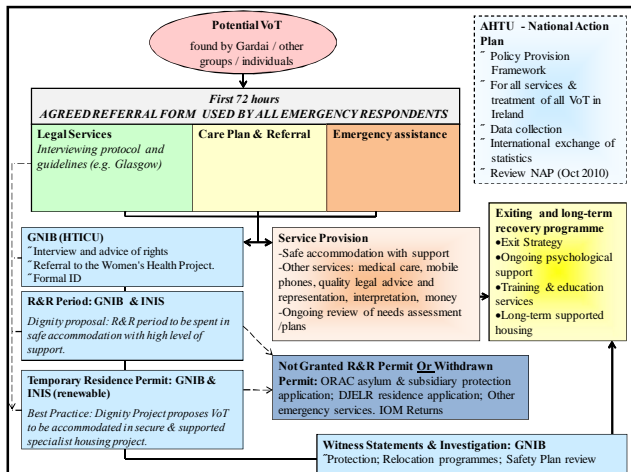 Potential VoT
found by Gardai / other
groups / individuals
AHTU - National Action
Plan
˝ Policy Provision
Framework
˝ For all services &
treatment of all VoT in
Ireland
˝ Data collection
˝ International exchange of
statistics
˝ Review NAP (Oct 2010)
First 72 hours
AGREED REFERRAL FORM USED BY ALL EMERGENCY RESPONDENTS
Legal Services
Interviewing protocol and
guidelines (e.g. Glasgow)
Care Plan & Referral
Emergency assistance
GNIB (HTICU)
˝Interview and advice of rights
˝Referral to the Women's Health Project.
˝Formal ID
Service Provision
-Safe accommodation with support
-Other services: medical care, mobile
phones, quality legal advice and
representation, interpretation, money
-Ongoing review of needs assessment
/plans
Exiting and long-term
recovery programme
•Exit Strategy
•Ongoing psychological
support
•Training & education
services
•Long-term supported
housing
R&R Period: GNIB & INIS
Dignity proposal: R&R period to be spent in
safe accommodation with high level of
support.
Not Granted R&R Permit Or Withdrawn
Permit: ORAC asylum & subsidiary protection
application; DJELR residence application; Other
emergency services. IOM Returns
Temporary Residence Permit: GNIB &
INIS (renewable)
Best Practice: Dignity Project proposes VoT
to be accommodated in secure & supported
specialist housing project.
Witness Statements & Investigation: GNIB
˝Protection; Relocation programmes; Safety Plan review